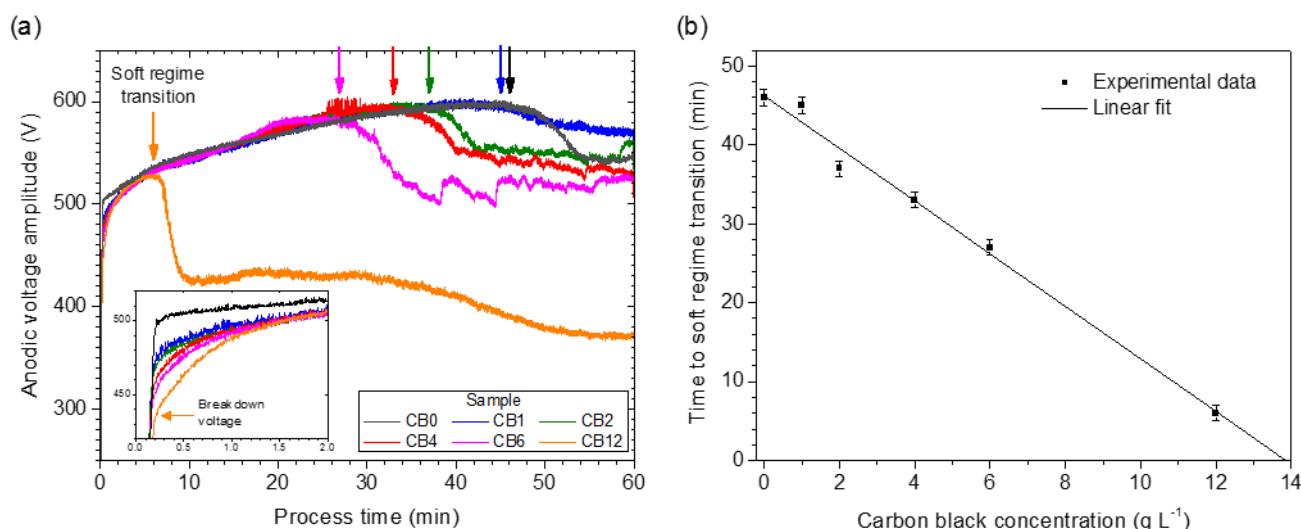 (a)
Soft regime
transition
600
500
400
300
Anodic voltage amplitude (V)
500
450
Breakdown
voltage
0.0 0.5 1.0 1.5 2.0
Sample
CB0 CB1 CB2
CB4 CB6 CB12
0 10 20 30 40 50 60
Process time (min)
(b)
50
40
30
20
10
0
Time to soft regime transition (min)
Experimental data
Linear fit
0 2 4 6 8 10 12 14
Carbon black concentration (g L⁻¹)